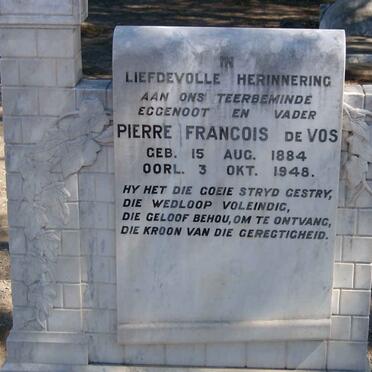 IN
LIEFDEVOLLE HERINNERING
AAN ONS TEERBEMINDE
EGGENOOT EN VADER
PIERRE FRANCOIS DE VOS
GEB. 15 AUG. 1884
OORL. 3 OKT. 1948.
HY HET DIE GOEIE STRYD GESTRY,
DIE WEDLOOP VOLEINDIG,
DIE GELOOF BEHOU, OM TE ONTVANG,
DIE KROON VAN DIE GEREGTIGHEID.